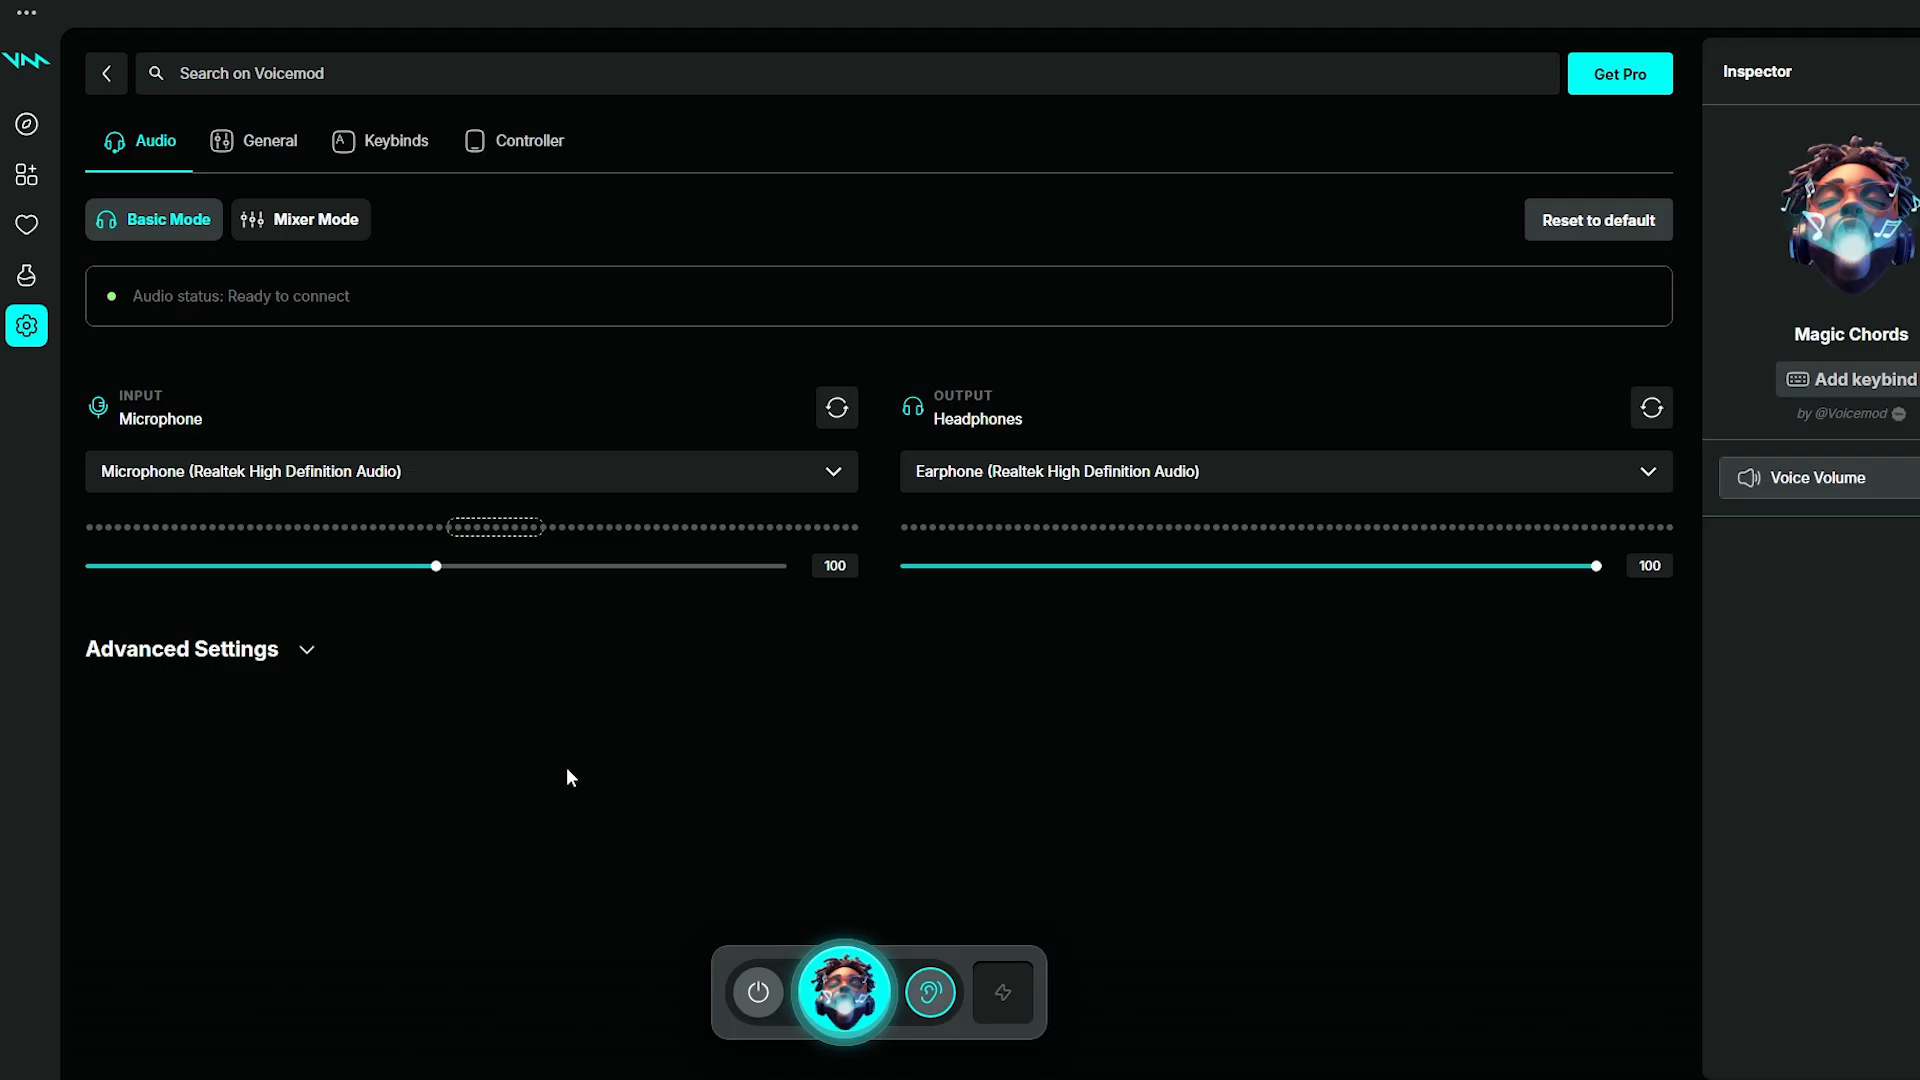 Search on Voicemod
Get Pro
Inspector
Audio
General
A
Keybinds
Controller
Basic Mode
Mixer Mode
Reset to default
Audio status: Ready to connect
Magic Chords
Add keybind
by @Voicemod
INPUT
Microphone
OUTPUT
Headphones
Microphone (Realtek High Definition Audio)
Earphone (Realtek High Definition Audio)
Voice Volume
100
100
Advanced Settings